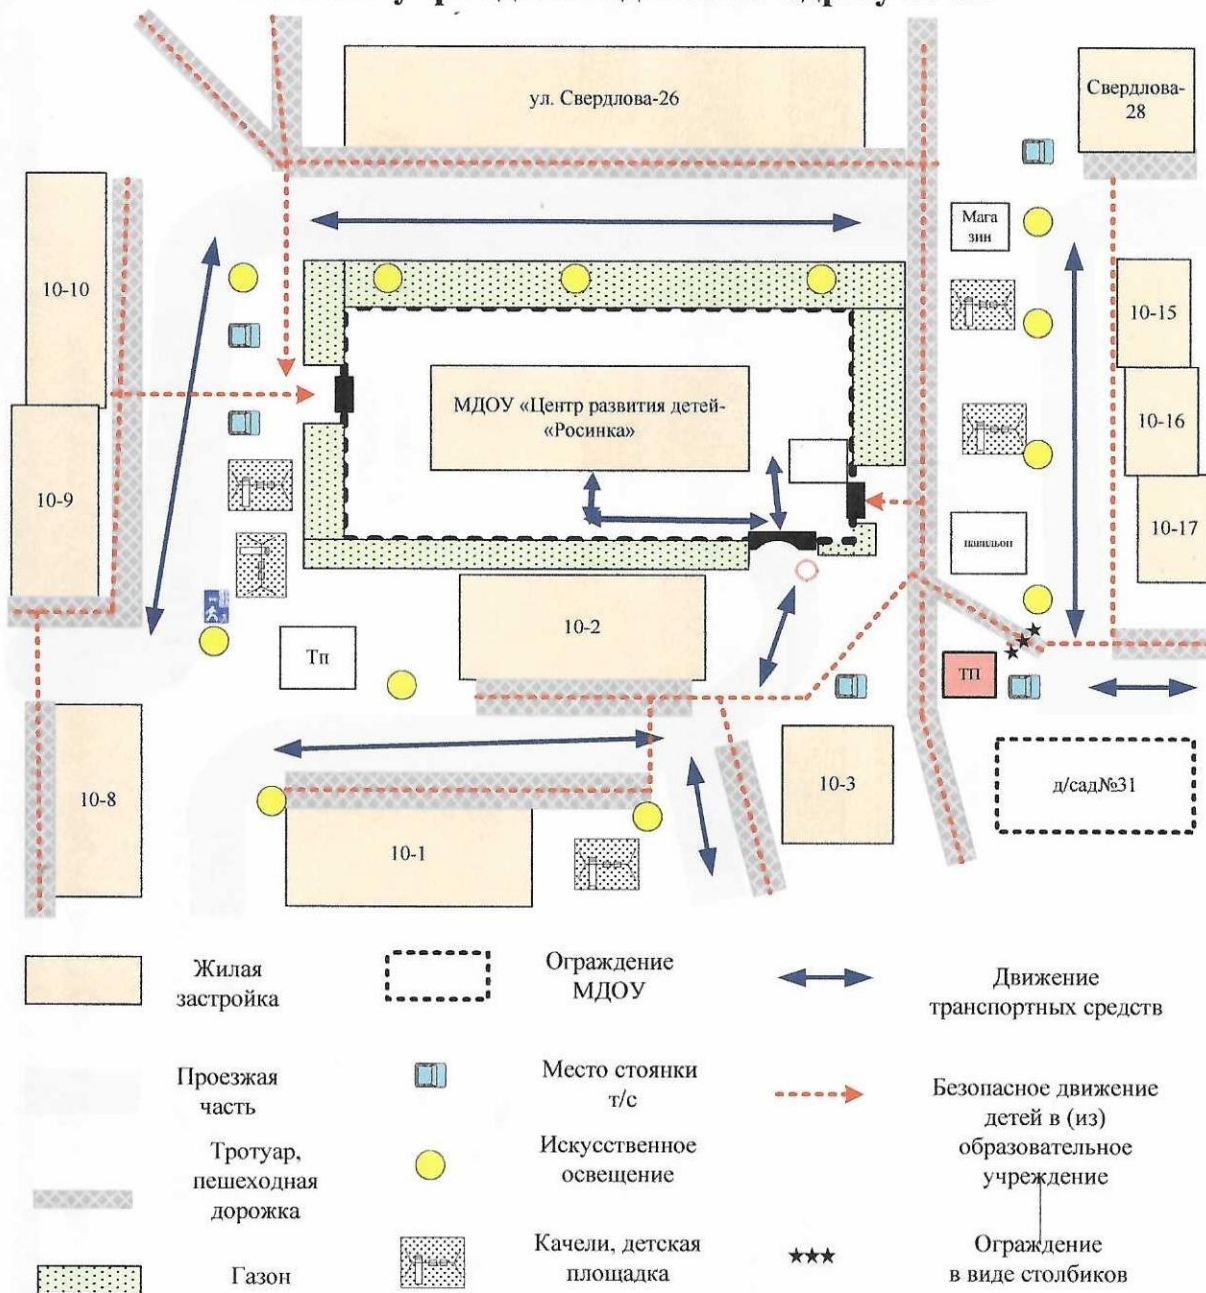 ул. Свердлова-26
Свердлова-
28
Мага
зин
10-10
10-15
МДОУ «Центр развития детей-
«Росинка»
10-16
10-9
10-17
павильон
10-2
Тп
ТП
10-8
10-3
д/сад№31
10-1
Жилая
застройка
Ограждение
МДОУ
Движение
транспортных средств
Проезжая
часть
Место стоянки
т/с
Безопасное движение
детей в (из)
образовательное
учреждение
Тротуар,
пешеходная
дорожка
Искусственное
освещение
Газон
Качели, детская
площадка
Ограждение
в виде столбиков